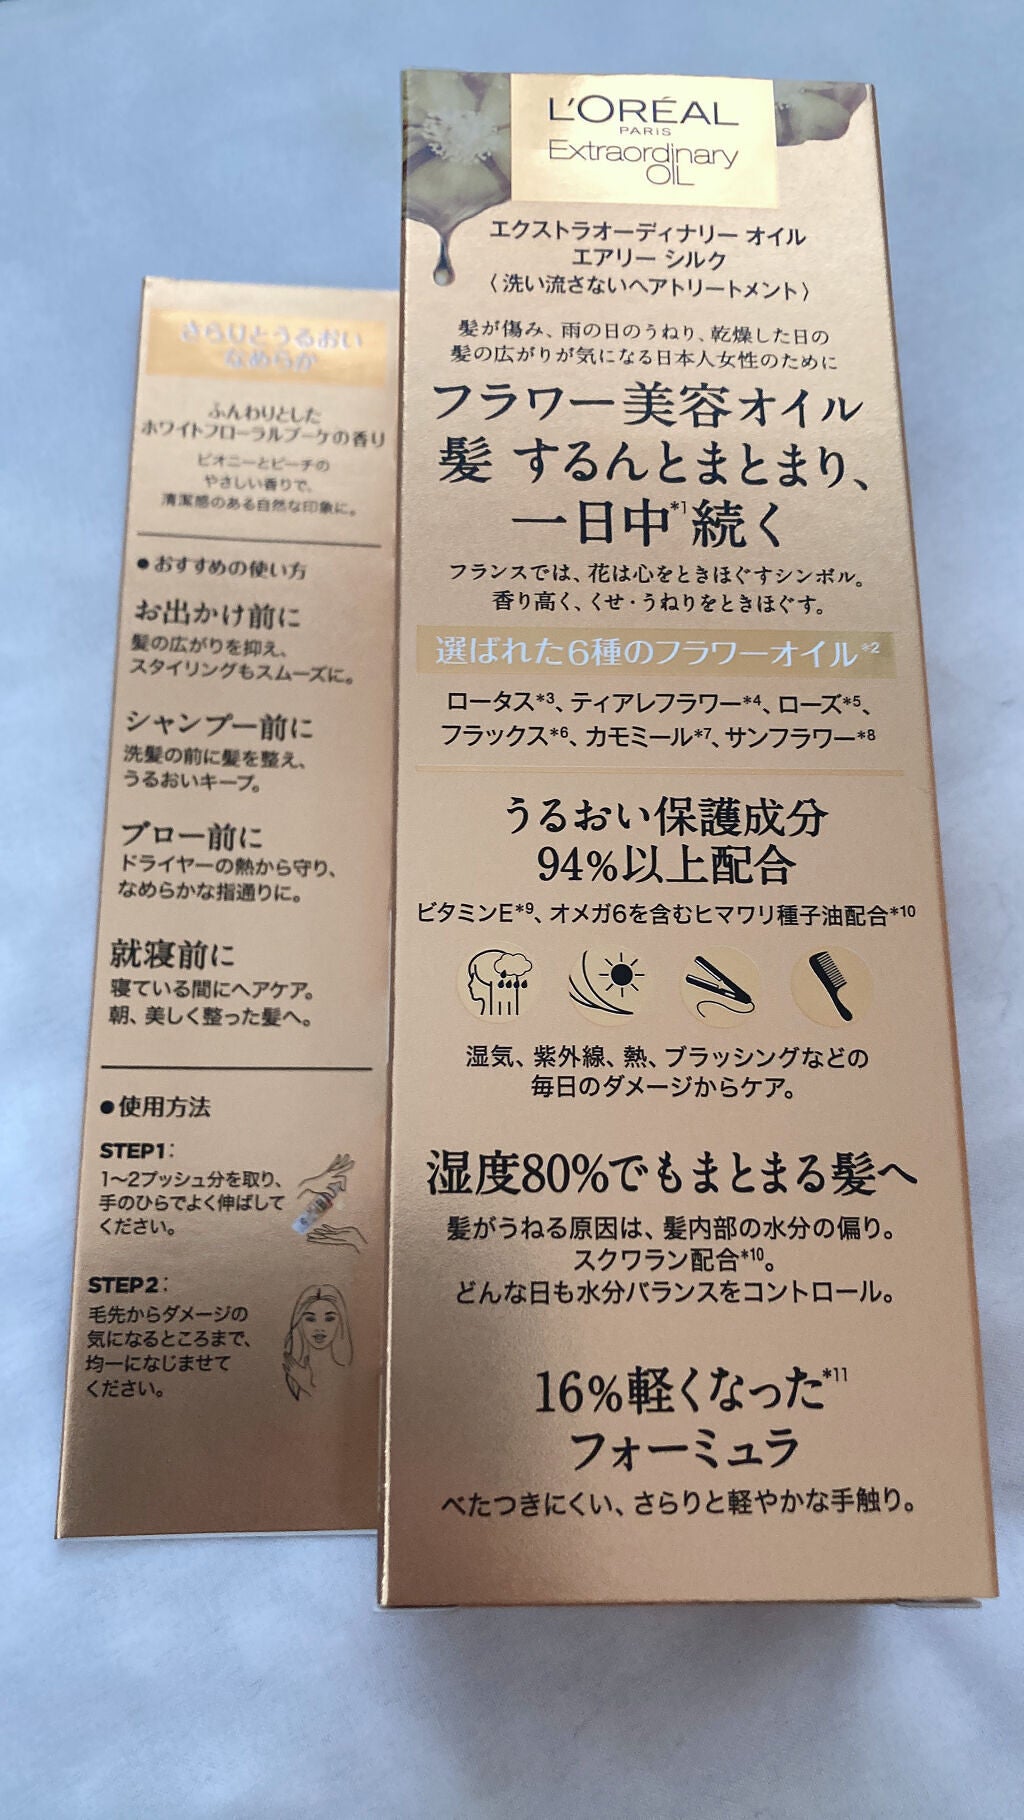 L'ORÉAL
PARIS
Extraordinary
OIL
エクストラオーディナリー オイル
エアリー シルク
〈洗い流さないヘアトリートメント〉
髪が傷み、雨の日のうねり、乾燥した日の
髪の広がりが気になる日本人女性のために
フラワー美容オイル
髪 するんとまとまり、
一日中*1続く
フランスでは、花は心をときほぐすシンボル。
香り高く、くせ・うねりをときほぐす。
選ばれた6種のフラワーオイル*2
ロータス*3、ティアレフラワー*4、ローズ*5、
フラックス*6、カモミール*7、サンフラワー*8
うるおい保護成分
94%以上配合
ビタミンE*9、オメガ6を含むヒマワリ種子油配合*10
湿気、紫外線、熱、ブラッシングなどの
毎日のダメージからケア。
湿度80%でもまとまる髪へ
髪がうねる原因は、髪内部の水分の偏り。
スクワラン配合*10。
どんな日も水分バランスをコントロール。
16%軽くなった*11
フォーミュラ
べたつきにくい、さらりと軽やかな手触り。
さらりとうるおい
なめらか
ふんわりとした
ホワイトフローラルブーケの香り
ピオニーとピーチの
やさしい香りで、
清潔感のある自然な印象に。
●おすすめの使い方
お出かけ前に
髪の広がりを抑え、
スタイリングもスムーズに。
シャンプー前に
洗髪の前に髪を整え、
うるおいキープ。
ブロー前に
ドライヤーの熱から守り、
なめらかな指通りに。
就寝前に
寝ている間にヘアケア。
朝、美しく整った髪へ。
●使用方法
STEP1:
1〜2プッシュ分を取り、
手のひらでよく伸ばして
ください。
STEP2:
毛先からダメージの
気になるところまで、
均一になじませて
ください。